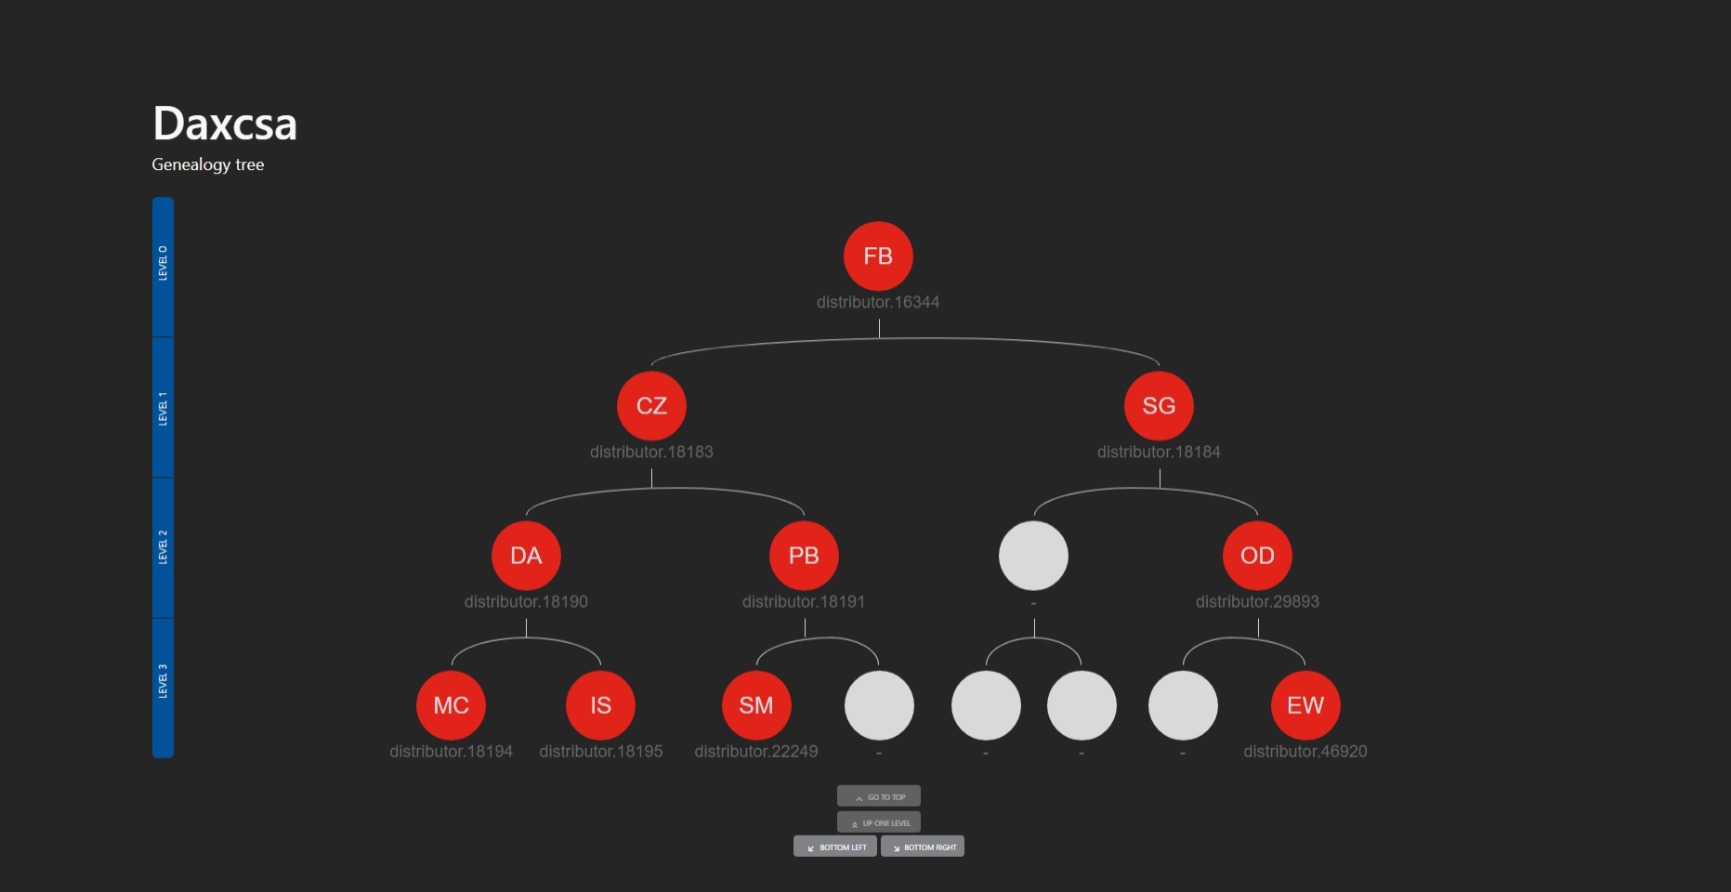 Daxcsa
Genealogy tree
LEVEL 0
FB
distributor.16344
LEVEL 1
CZ
SG
distributor.18183
distributor.18184
LEVEL 2
DA
PB
OD
distributor.18190
distributor.18191
-
distributor.29893
LEVEL 3
MC
IS
SM
EW
distributor.18194
distributor.18195
distributor.22249
-
-
-
-
distributor.46920
GO TO TOP
UP ONE LEVEL
BOTTOM LEFT
BOTTOM RIGHT